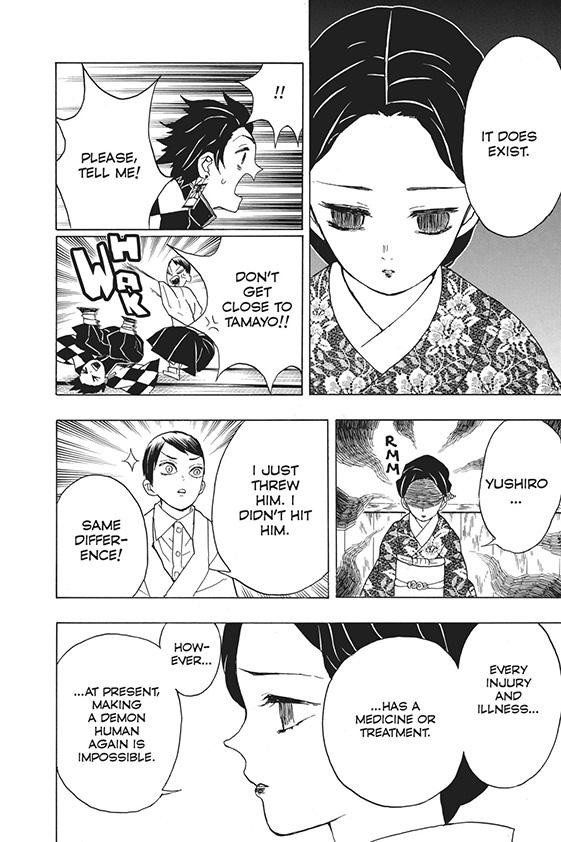 IT DOES
EXIST.
!!
PLEASE,
TELL ME!
WHAK
DON'T
GET
CLOSE TO
TAMAYO!!
RMM
YUSHIRO
...
I JUST
THREW
HIM. I
DIDN'T HIT
HIM.
SAME
DIFFER-
ENCE!
EVERY
INJURY
AND
ILLNESS...
...HAS A
MEDICINE OR
TREATMENT.
HOW-
EVER...
...AT PRESENT,
MAKING
A DEMON
HUMAN
AGAIN IS
IMPOSSIBLE.